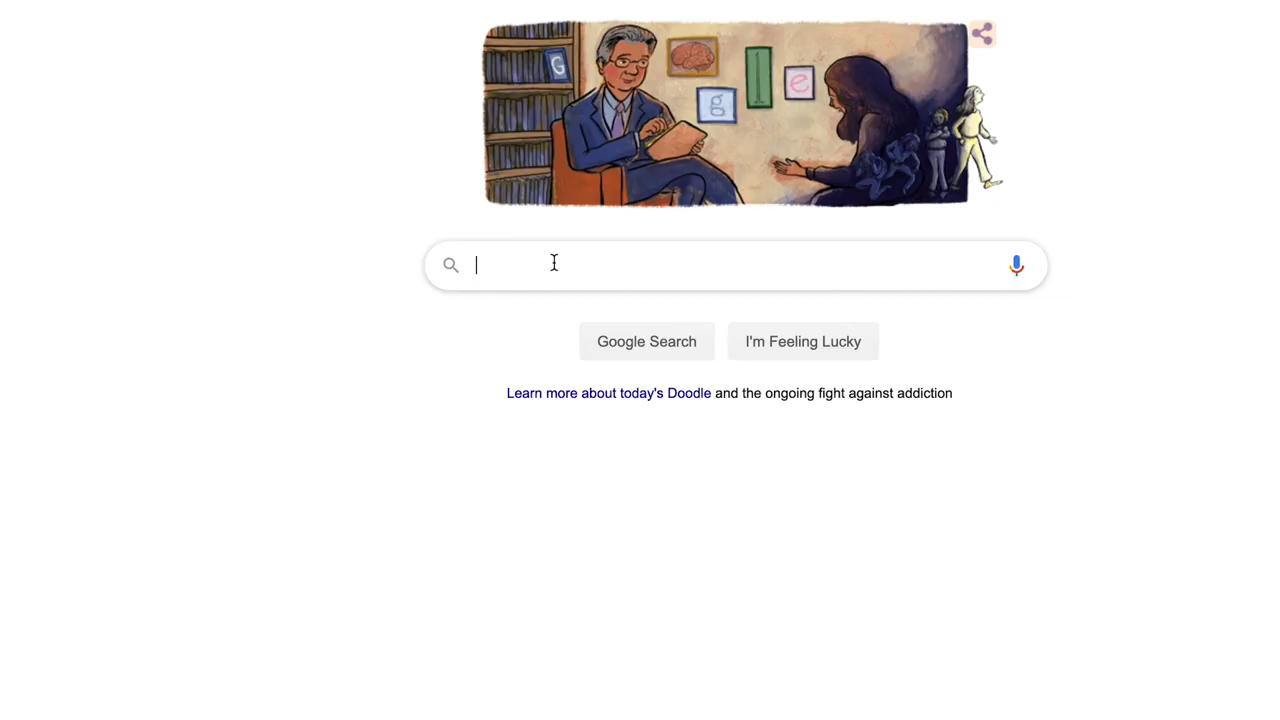 G
g
l
e
Google Search
I'm Feeling Lucky
Learn more about today's Doodle and the ongoing fight against addiction